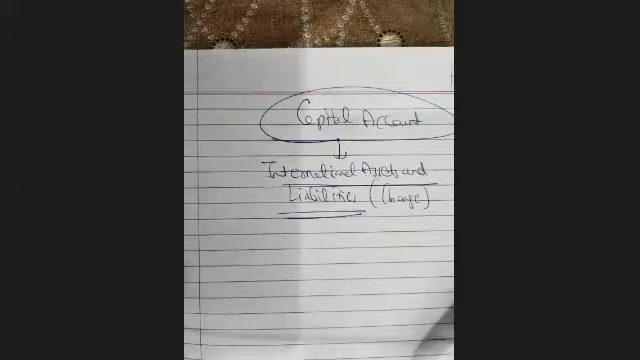 Capital Account
International Assets and
Liabilities (Change)